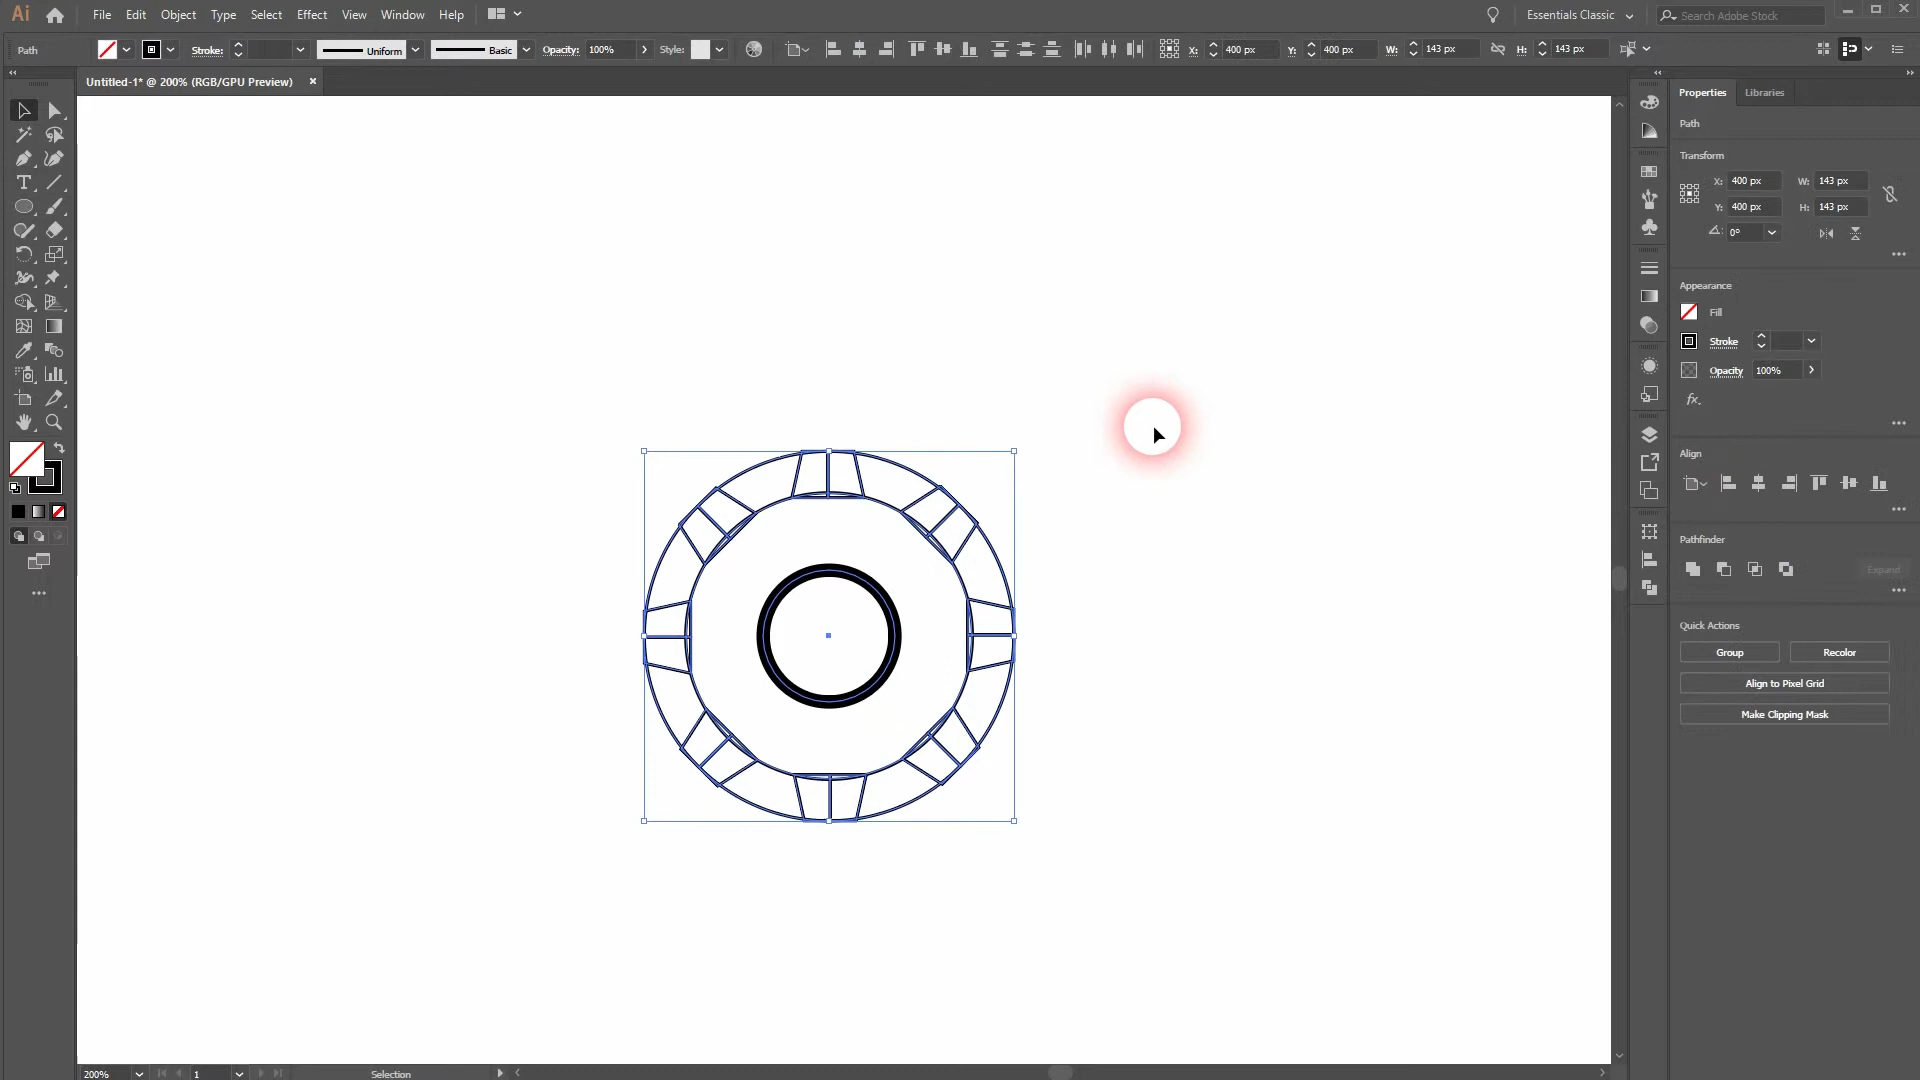 Ai File Edit Object Type Select Effect View Window Help Essentials Classic Search Adobe Stock
Path Stroke: Uniform Basic Opacity: 100% Style: X: 400 px Y: 400 px W: 143 px H: 143 px
Untitled-1* @ 200% (RGB/GPU Preview)
Properties Libraries
Path
Transform
X: 400 px W: 143 px
Y: 400 px H: 143 px
0°
Appearance
Fill
Stroke
Opacity 100%
fx.
Align
Pathfinder
Expand
Quick Actions
Group Recolor
Align to Pixel Grid
Make Clipping Mask
200% 1 Selection